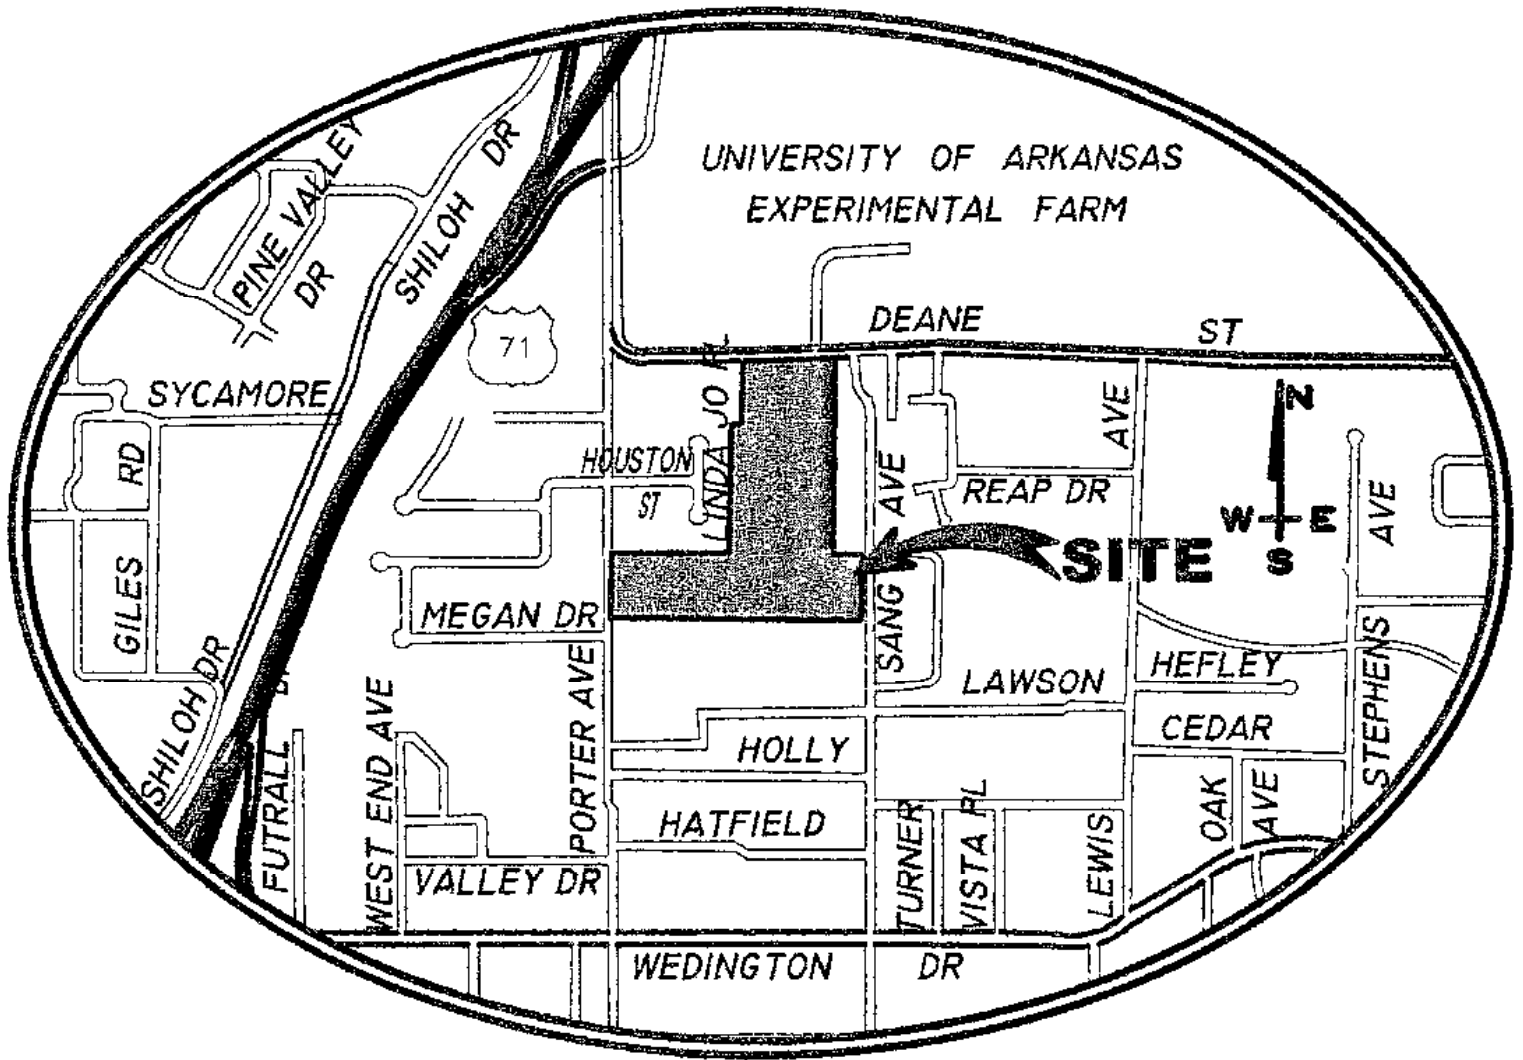 UNIVERSITY OF ARKANSAS
EXPERIMENTAL FARM
PINE VALLEY
DR
SHILOH DR
71
DEANE ST
SYCAMORE
LINDA JO
HOUSTON
ST
AVE
N
W E
S
RD
GILES
REAP DR
SANG AVE
SITE
AVE
STEPHENS
MEGAN DR
SHILOH DR
FUTRALL
WEST END AVE
PORTER AVE
LAWSON
HEFLEY
CEDAR
HOLLY
HATFIELD
VALLEY DR
TURNER
VISTA PL
LEWIS
OAK
AVE
WEDINGTON DR